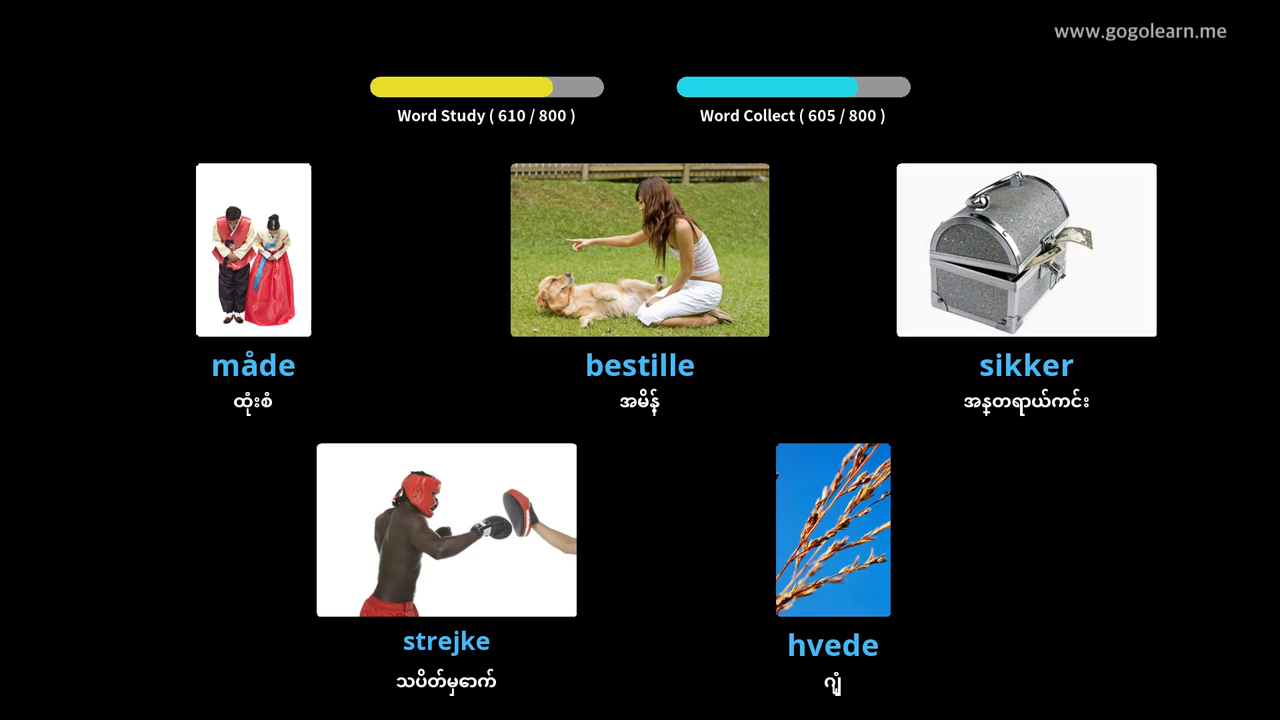 www.gogolearn.me
Word Study ( 610 / 800 )
Word Collect ( 605 / 800 )
måde
ထုံးစံ
bestille
အမိန့်
sikker
အန္တရာယ်ကင်း
strejke
သပိတ်မှောက်
hvede
ဂျုံ